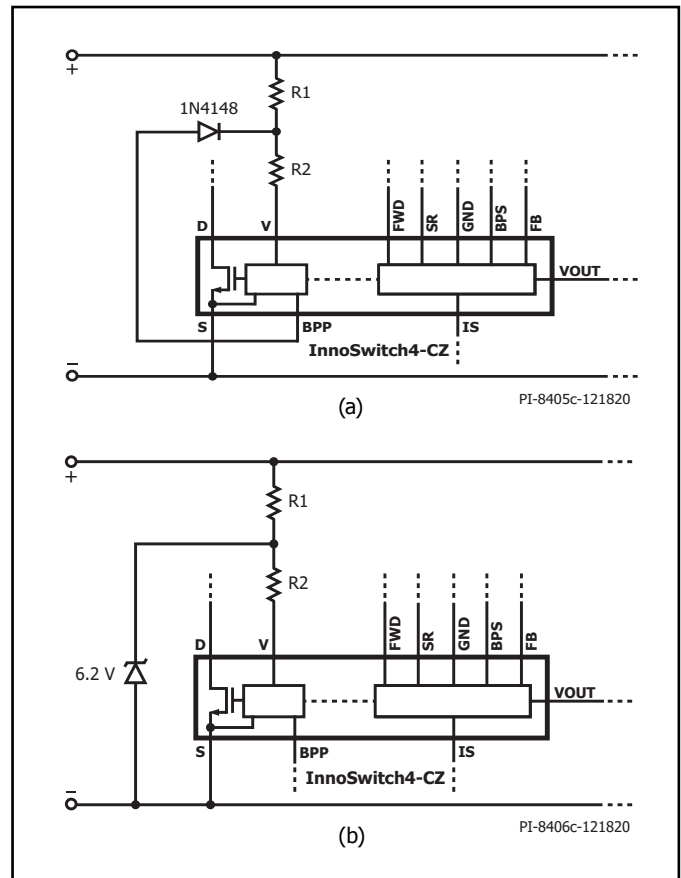 +
R1
1N4148
R2
D
V
FWD
SR
GND
BPS
FB
VOUT
S
BPP
IS
InnoSwitch4-CZ
−
(a)
PI-8405c-121820
+
R1
R2
D
V
FWD
SR
GND
BPS
FB
6.2 V
VOUT
S
BPP
IS
InnoSwitch4-CZ
−
(b)
PI-8406c-121820